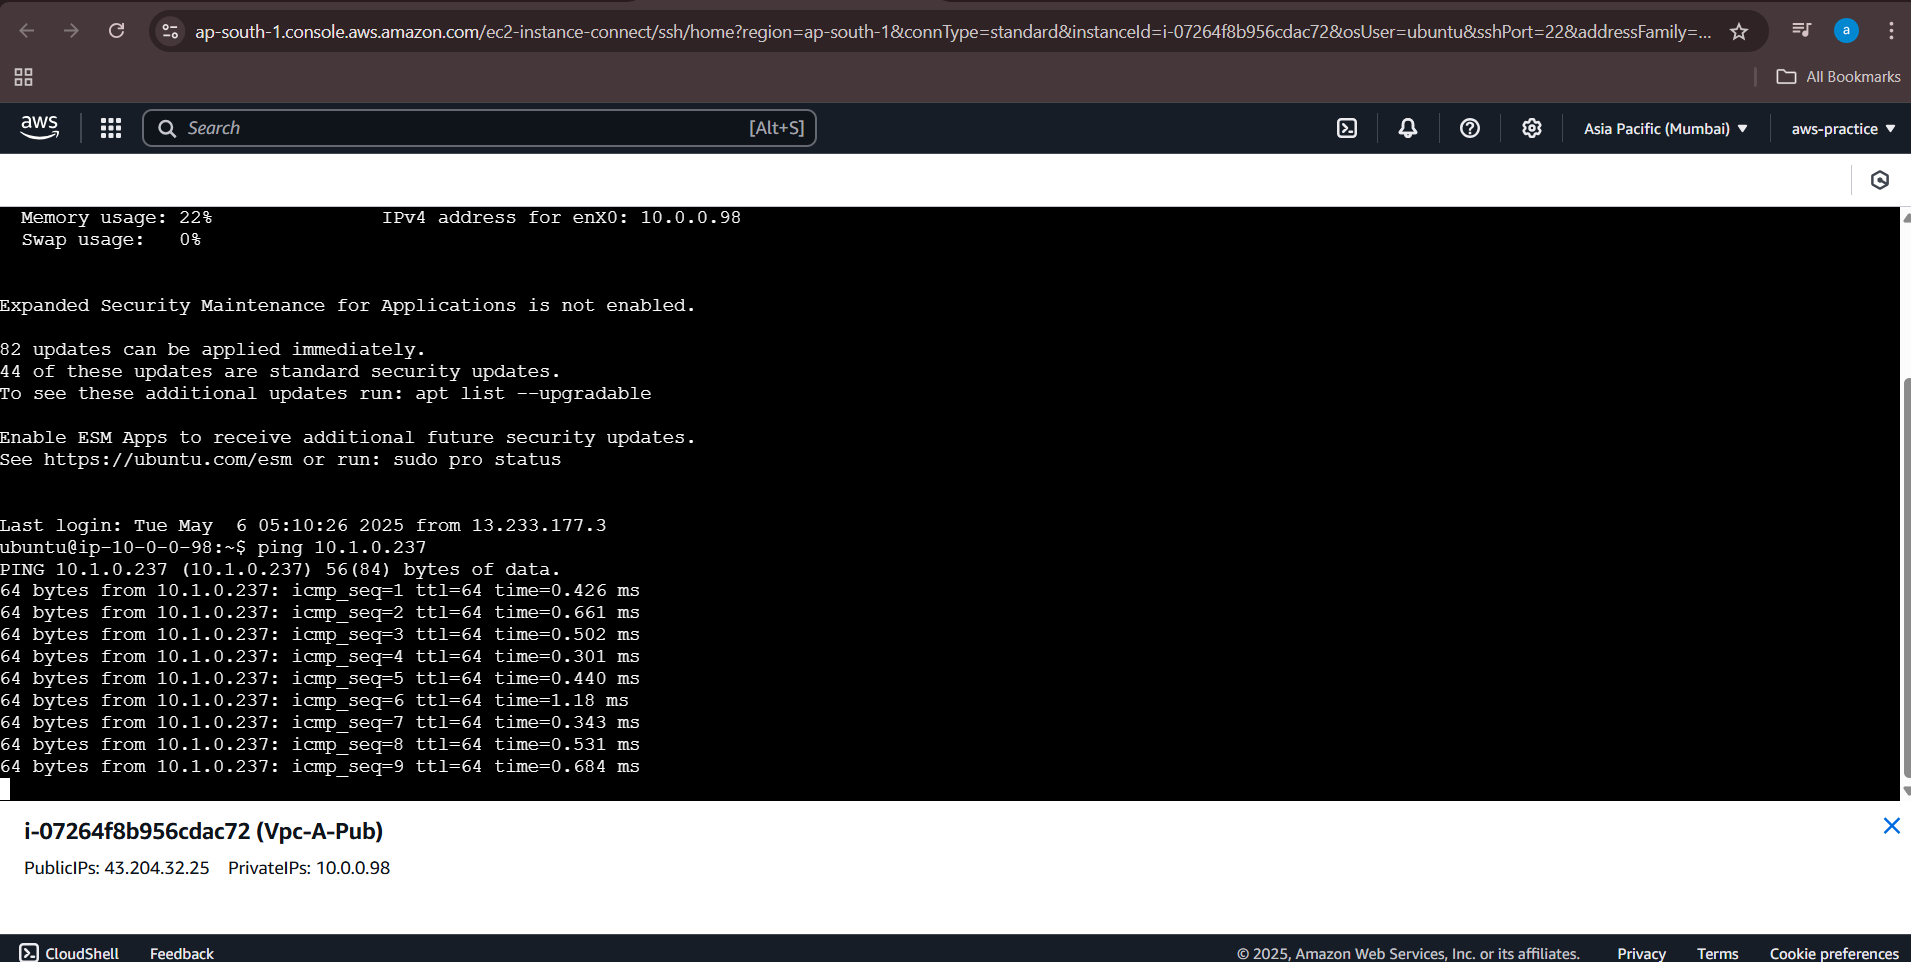 ap-south-1.console.aws.amazon.com/ec2-instance-connect/ssh/home?region=ap-south-1&connType=standard&instanceId=i-07264f8b956cdac72&osUser=ubuntu&sshPort=22&addressFamily=...
a
All Bookmarks
aws
Search [Alt+S]
Asia Pacific (Mumbai)
aws-practice
Memory usage: 22% IPv4 address for enX0: 10.0.0.98
Swap usage: 0%
Expanded Security Maintenance for Applications is not enabled.
82 updates can be applied immediately.
44 of these updates are standard security updates.
To see these additional updates run: apt list --upgradable
Enable ESM Apps to receive additional future security updates.
See https://ubuntu.com/esm or run: sudo pro status
Last login: Tue May  6 05:10:26 2025 from 13.233.177.3
ubuntu@ip-10-0-0-98:~$ ping 10.1.0.237
PING 10.1.0.237 (10.1.0.237) 56(84) bytes of data.
64 bytes from 10.1.0.237: icmp_seq=1 ttl=64 time=0.426 ms
64 bytes from 10.1.0.237: icmp_seq=2 ttl=64 time=0.661 ms
64 bytes from 10.1.0.237: icmp_seq=3 ttl=64 time=0.502 ms
64 bytes from 10.1.0.237: icmp_seq=4 ttl=64 time=0.301 ms
64 bytes from 10.1.0.237: icmp_seq=5 ttl=64 time=0.440 ms
64 bytes from 10.1.0.237: icmp_seq=6 ttl=64 time=1.18 ms
64 bytes from 10.1.0.237: icmp_seq=7 ttl=64 time=0.343 ms
64 bytes from 10.1.0.237: icmp_seq=8 ttl=64 time=0.531 ms
64 bytes from 10.1.0.237: icmp_seq=9 ttl=64 time=0.684 ms
i-07264f8b956cdac72 (Vpc-A-Pub)
PublicIPs: 43.204.32.25 PrivateIPs: 10.0.0.98
CloudShell Feedback © 2025, Amazon Web Services, Inc. or its affiliates. Privacy Terms Cookie preferences